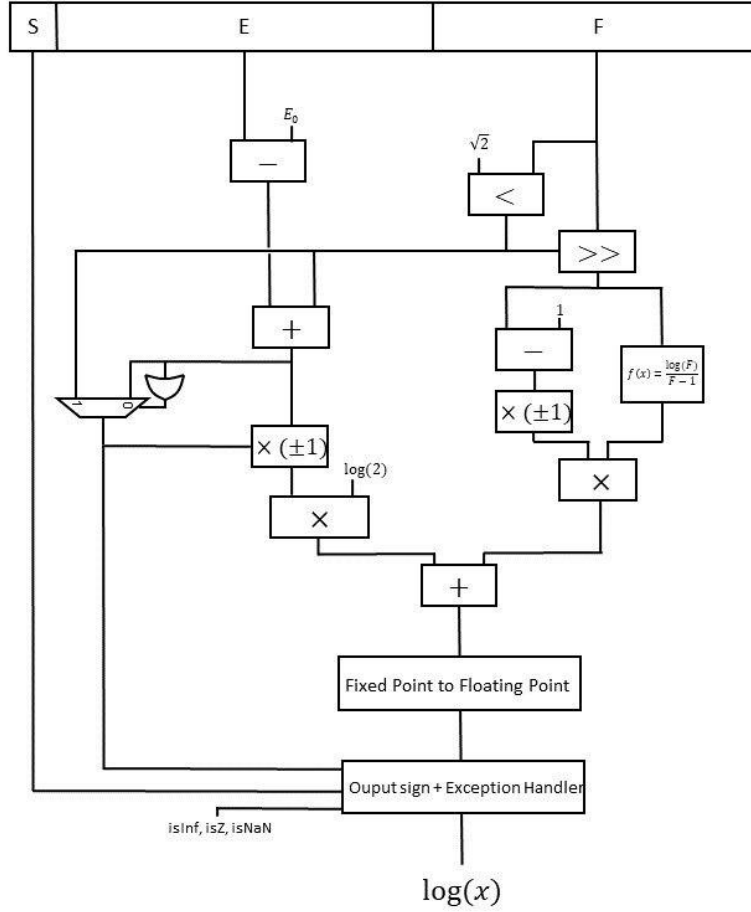 S E F
E₀
√2
−
<
>>
+
1
−
f(x) = log(F)/F − 1
1 0
× (±1)
× (±1)
log(2)
×
×
+
Fixed Point to Floating Point
Ouput sign + Exception Handler
isInf, isZ, isNaN
log(x)